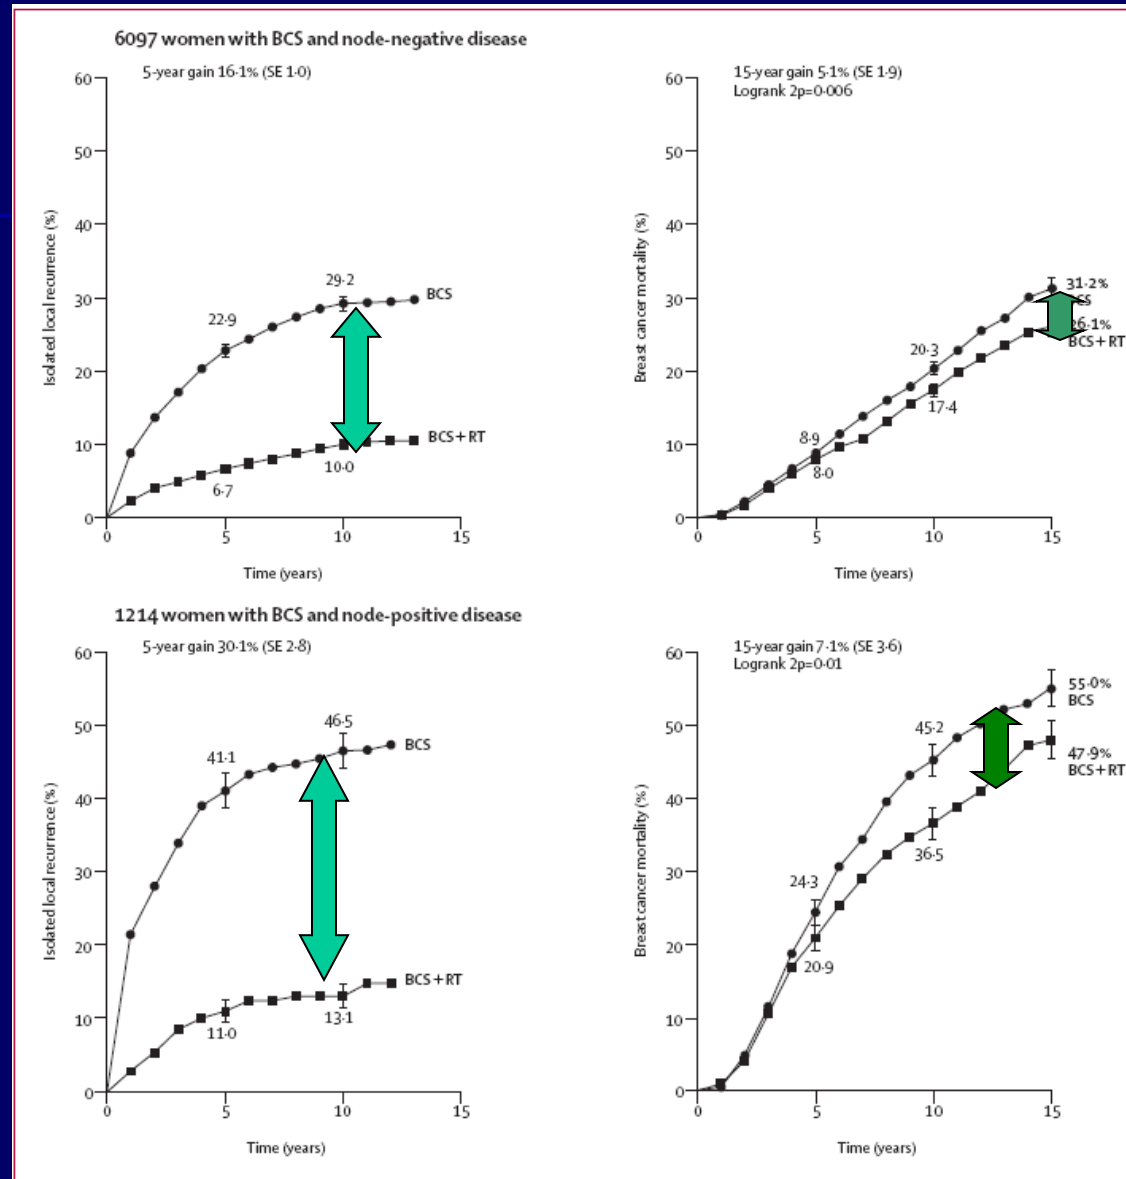 6097 women with BCS and node-negative disease
5-year gain 16·1% (SE 1·0)
60
50
40
30
20
10
0
Isolated local recurrence (%)
22·9
29·2
BCS
6·7
10·0
BCS+RT
0 5 10 15
Time (years)
15-year gain 5·1% (SE 1·9)
Logrank 2p=0·006
60
50
40
30
20
10
0
Breast cancer mortality (%)
8·9
20·3
31·2%
8·0
17·4
BCS+RT
0 5 10 15
Time (years)
1214 women with BCS and node-positive disease
5-year gain 30·1% (SE 2·8)
60
50
40
30
20
10
0
Isolated local recurrence (%)
41·1
46·5
BCS
11·0
13·1
BCS+RT
0 5 10 15
Time (years)
15-year gain 7·1% (SE 3·6)
Logrank 2p=0·01
60
50
40
30
20
10
0
Breast cancer mortality (%)
24·3
45·2
55·0%
BCS
20·9
36·5
47·9%
BCS+RT
0 5 10 15
Time (years)